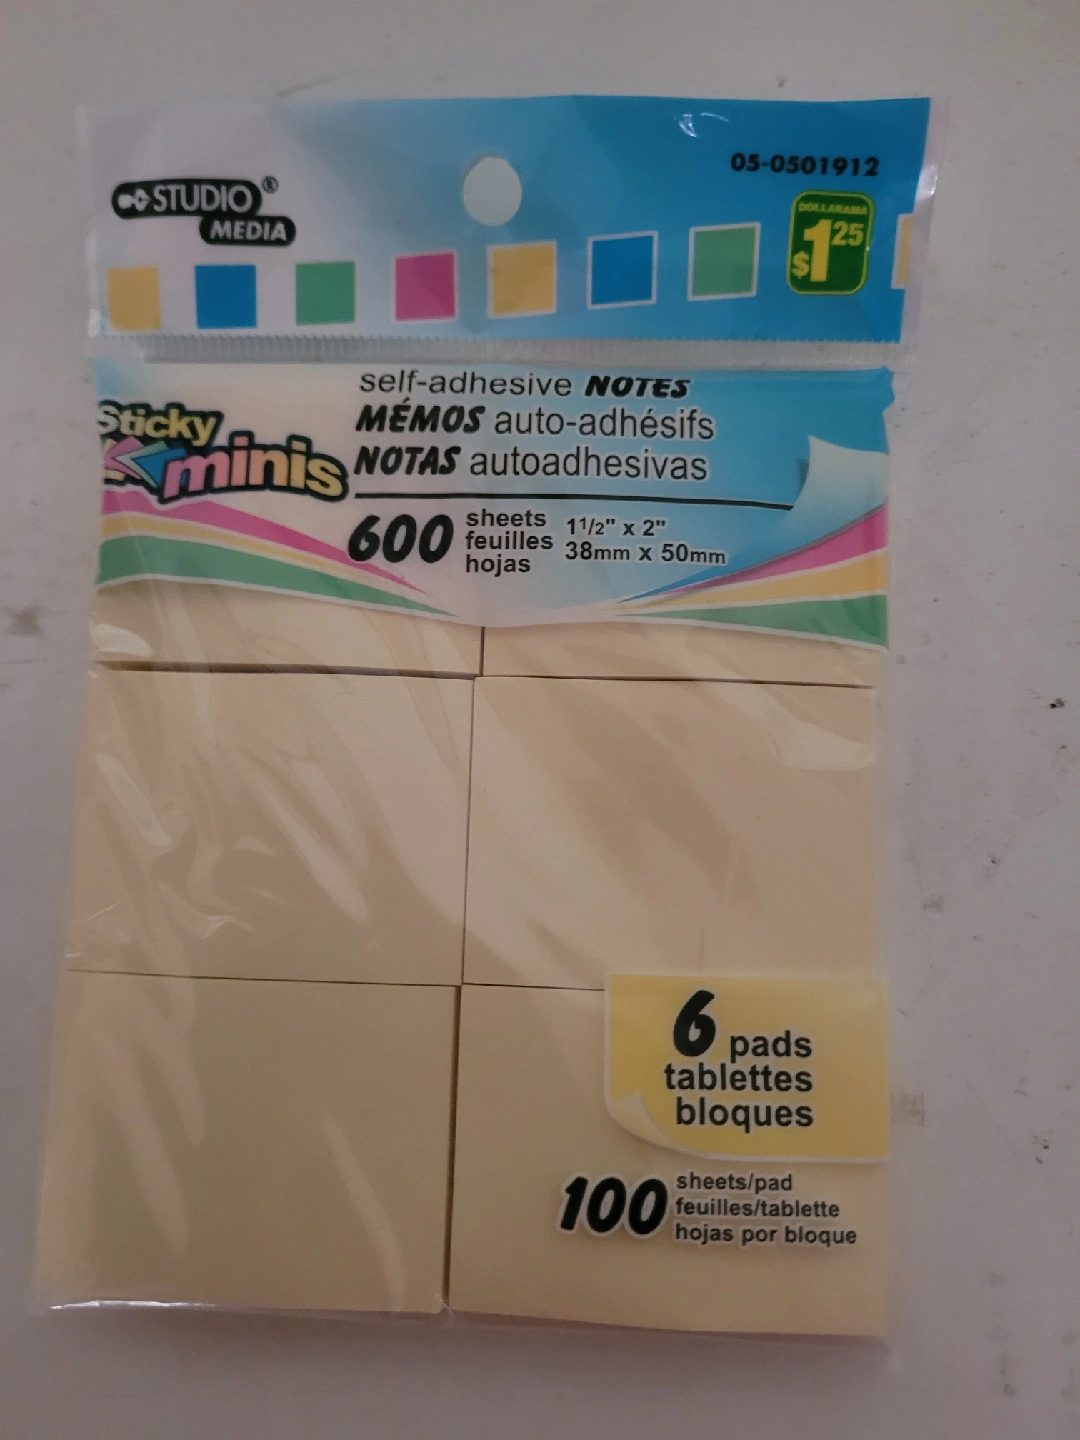 05-0501912
STUDIO®
MEDIA
DOLLARAMA
$1.25
self-adhesive NOTES
MÉMOS auto-adhésifs
NOTAS autoadhesivas
Sticky
minis
600 sheets
feuilles
hojas
1 1/2" x 2"
38mm x 50mm
6 pads
tablettes
bloques
100 sheets/pad
feuilles/tablette
hojas por bloque